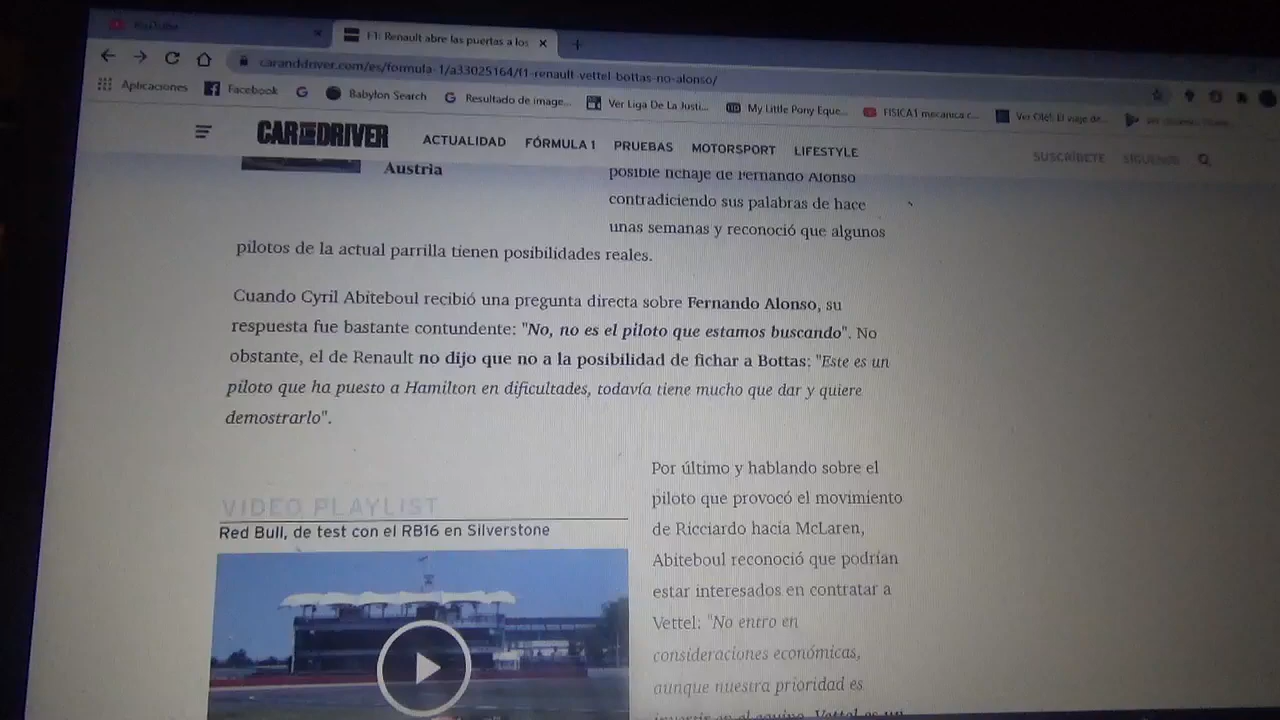 YouTube
F1: Renault abre las puertas a los
caranddriver.com/es/formula-1/a33025164/f1-renault-vettel-bottas-no-alonso/
Aplicaciones Facebook Babylon Search Resultado de image... Ver Liga De La Justi... My Little Pony Eque... FISICA1 mecanica c... Ver Olé! El viaje de...
CAR AND DRIVER ACTUALIDAD FÓRMULA 1 PRUEBAS MOTORSPORT LIFESTYLE SUSCRÍBETE SÍGUENOS
Austria
posible fichaje de Fernando Alonso
contradiciendo sus palabras de hace
unas semanas y reconoció que algunos
pilotos de la actual parrilla tienen posibilidades reales.
Cuando Cyril Abiteboul recibió una pregunta directa sobre Fernando Alonso, su
respuesta fue bastante contundente: "No, no es el piloto que estamos buscando". No
obstante, el de Renault no dijo que no a la posibilidad de fichar a Bottas: "Este es un
piloto que ha puesto a Hamilton en dificultades, todavía tiene mucho que dar y quiere
demostrarlo".
VIDEO PLAYLIST
Red Bull, de test con el RB16 en Silverstone
Por último y hablando sobre el
piloto que provocó el movimiento
de Ricciardo hacia McLaren,
Abiteboul reconoció que podrían
estar interesados en contratar a
Vettel: "No entro en
consideraciones económicas,
aunque nuestra prioridad es
invertir en el equipo. Vettel es un